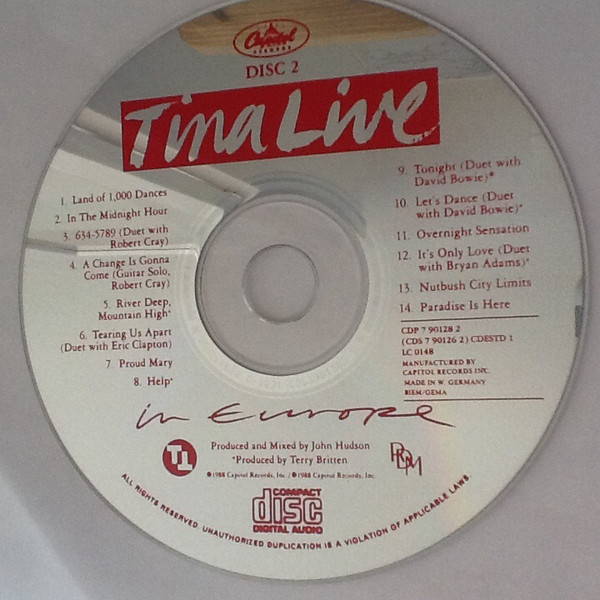 Capitol
RECORDS
DISC 2
Tina Live
1. Land of 1,000 Dances
2. In The Midnight Hour
3. 634-5789 (Duet with
Robert Cray)
4. A Change Is Gonna
Come (Guitar Solo,
Robert Cray)
5. River Deep,
Mountain High*
6. Tearing Us Apart
(Duet with Eric Clapton)
7. Proud Mary
8. Help*
9. Tonight (Duet with
David Bowie)*
10. Let's Dance (Duet
with David Bowie)*
11. Overnight Sensation
12. It's Only Love (Duet
with Bryan Adams)*
13. Nutbush City Limits
14. Paradise Is Here
CDP 7 90128 2
(CDS 7 90126 2) CDESTD 1
LC 0148
MANUFACTURED BY
CAPITOL RECORDS INC.
MADE IN W. GERMANY
BIEM/GEMA
in Europe
TT
Produced and Mixed by John Hudson
*Produced by Terry Britten
℗1988 Capitol Records, Inc./©1988 Capitol Records, Inc.
PRDM
COMPACT
disc
DIGITAL AUDIO
ALL RIGHTS RESERVED. UNAUTHORIZED DUPLICATION IS A VIOLATION OF APPLICABLE LAWS.